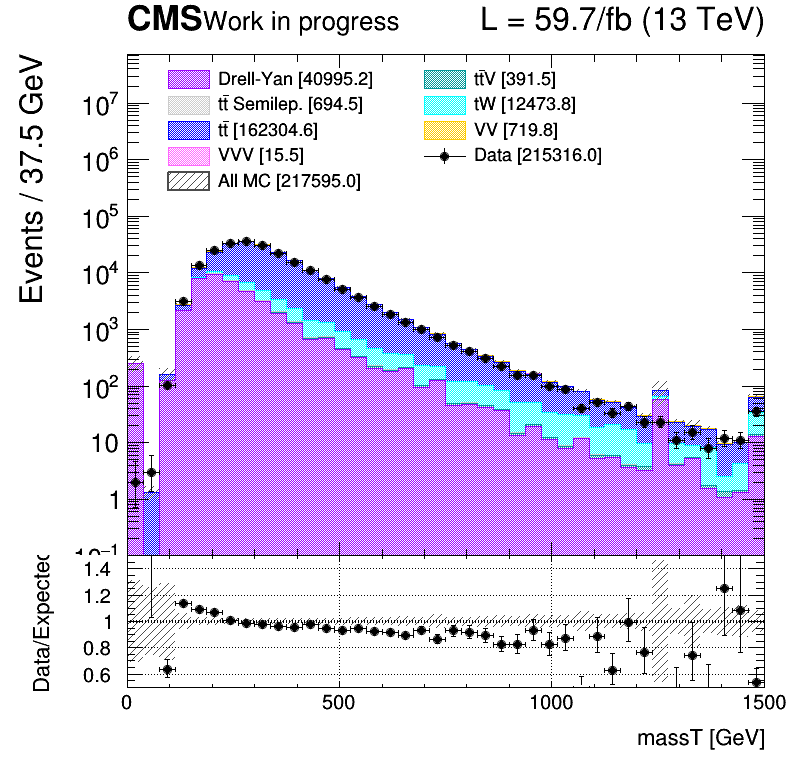 CMS Work in progress L = 59.7/fb (13 TeV)
Events / 37.5 GeV
Drell-Yan [40995.2]
tt̄V [391.5]
tt̄ Semilep. [694.5]
tW [12473.8]
tt̄ [162304.6]
VV [719.8]
VVV [15.5]
Data [215316.0]
All MC [217595.0]
10⁷
10⁶
10⁵
10⁴
10³
10²
10
1
10⁻¹
Data/Expected
1.4
1.2
1
0.8
0.6
0 500 1000 1500
massT [GeV]